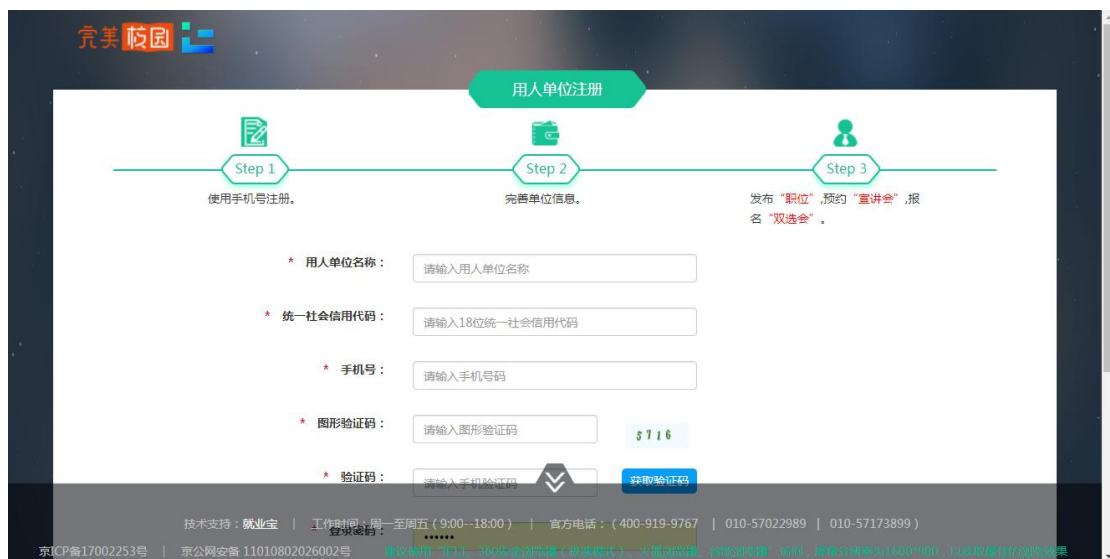 完美校园
用人单位注册
Step 1
Step 2
Step 3
使用手机号注册。
完善单位信息。
发布“职位”,预约“宣讲会”,报
名“双选会”。
* 用人单位名称：
请输入用人单位名称
* 统一社会信用代码：
请输入18位统一社会信用代码
* 手机号：
请输入手机号码
* 图形验证码：
请输入图形验证码
5716
* 验证码：
请输入手机验证码
获取验证码
技术支持：就业宝 | 工作时间：周一至周五（9:00--18:00） | 官方电话：（400-919-9767 | 010-57022989 | 010-57173899）
* 登录密码：
••••••
京ICP备17002253号 | 京公网安备 11010802026002号